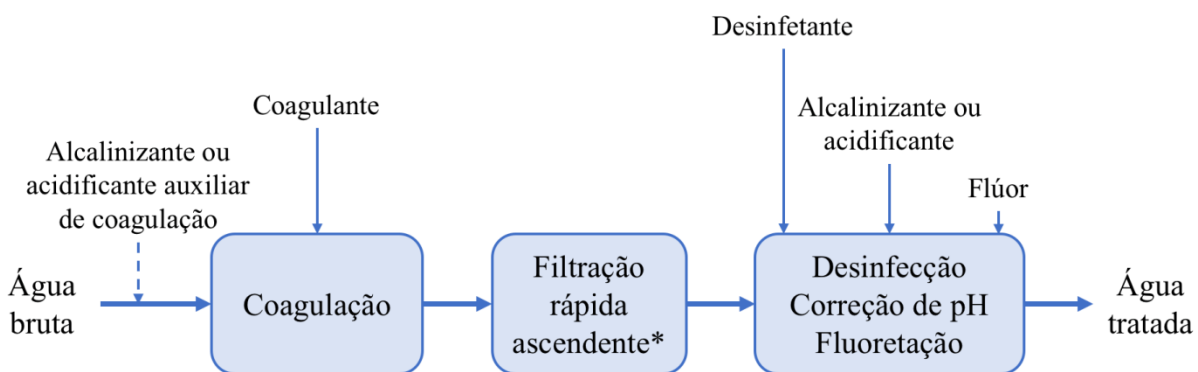 Desinfetante
Coagulante
Alcalinizante ou
acidificante
Alcalinizante ou
acidificante auxiliar
de coagulação
Flúor
Água
bruta
Coagulação
Filtração
rápida
ascendente*
Desinfecção
Correção de pH
Fluoretação
Água
tratada